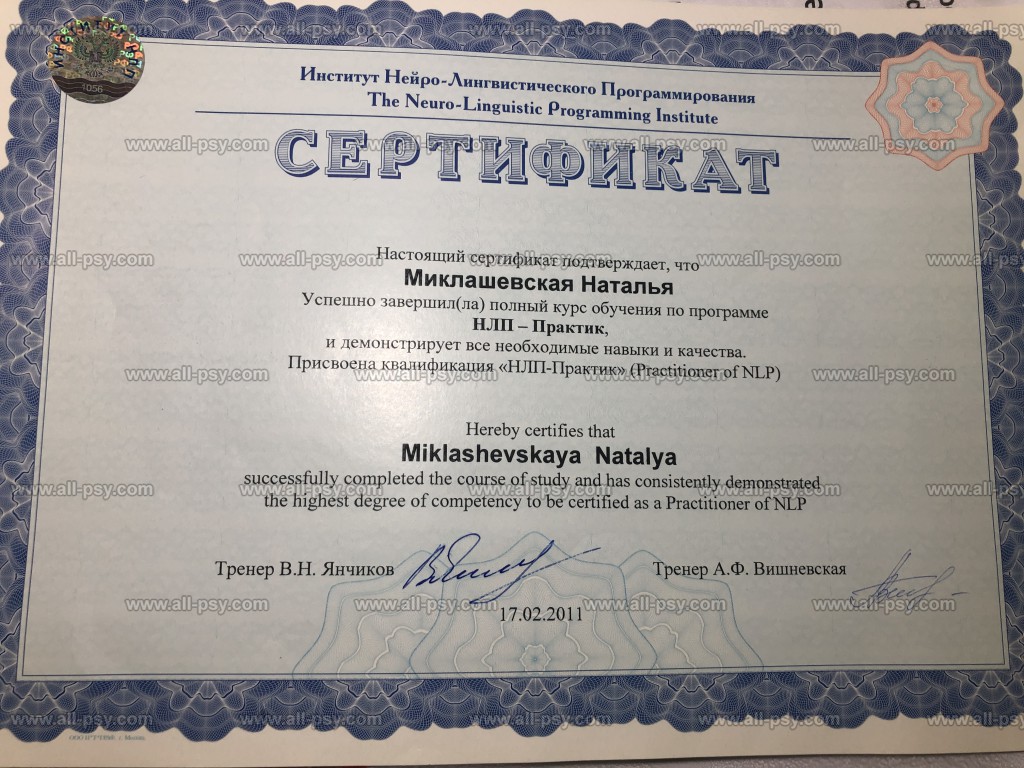 Институт Нейро-Лингвистического Программирования
The Neuro-Linguistic Programming Institute
СЕРТИФИКАТ
Настоящий сертификат подтверждает, что
Миклашевская Наталья
Успешно завершил(ла) полный курс обучения по программе
НЛП – Практик,
и демонстрирует все необходимые навыки и качества.
Присвоена квалификация «НЛП-Практик» (Practitioner of NLP)
Hereby certifies that
Miklashevskaya Natalya
successfully completed the course of study and has consistently demonstrated
the highest degree of competency to be certified as a Practitioner of NLP
Тренер В.Н. Янчиков
Тренер А.Ф. Вишневская
17.02.2011
www.all-psy.com